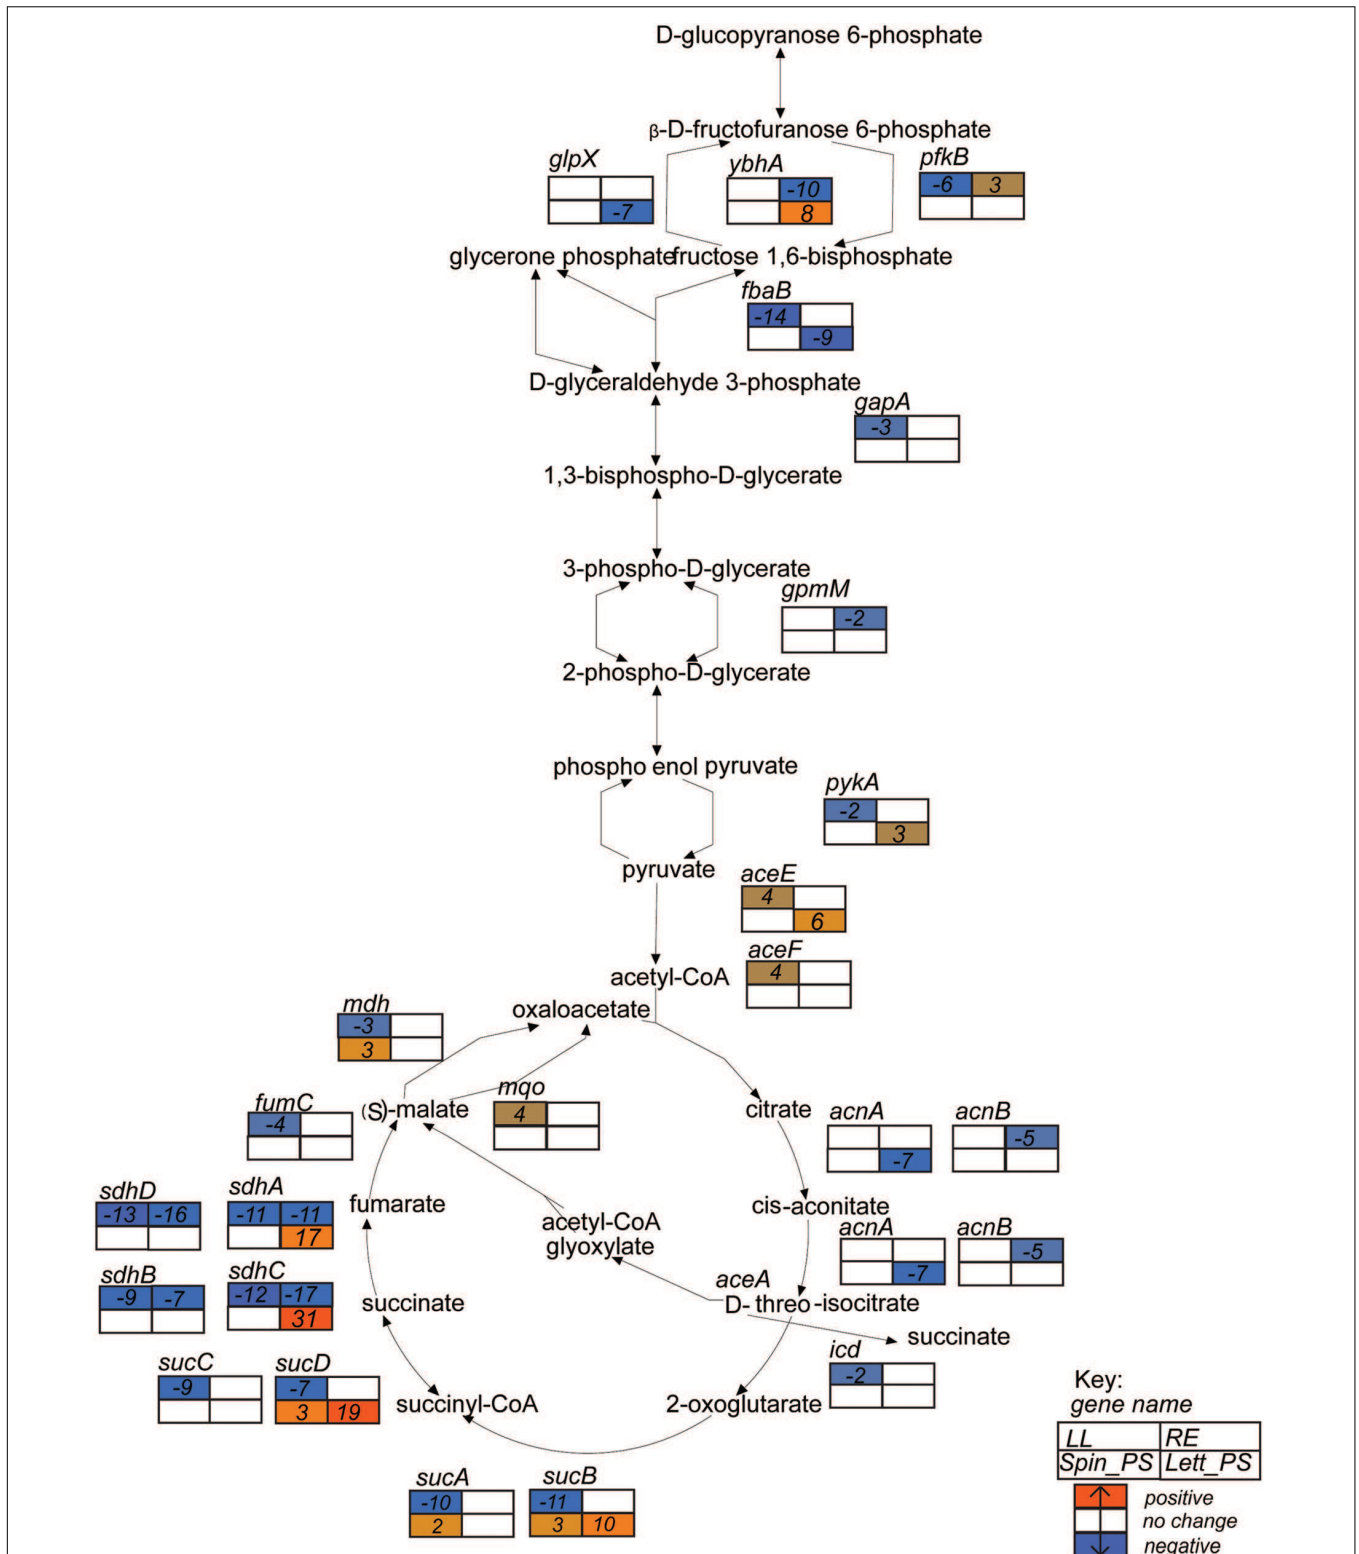 D-glucopyranose 6-phosphate
β-D-fructofuranose 6-phosphate
glpX
-7
ybhA
-10
8
pfkB
-6 3
glycerone phosphate
fructose 1,6-bisphosphate
fbaB
-14
-9
D-glyceraldehyde 3-phosphate
gapA
-3
1,3-bisphospho-D-glycerate
3-phospho-D-glycerate
gpmM
-2
2-phospho-D-glycerate
phospho enol pyruvate
pykA
-2
3
pyruvate
aceE
4
6
aceF
4
acetyl-CoA
oxaloacetate
mdh
-3
3
mqo
4
(S)-malate
fumC
-4
citrate
acnA
-7
acnB
-5
cis-aconitate
acnA
-7
acnB
-5
fumarate
sdhD
-13 -16
sdhA
-11 -11
17
acetyl-CoA
glyoxylate
sdhB
-9 -7
sdhC
-12 -17
31
succinate
aceA
D-threo-isocitrate
succinate
icd
-2
sucC
-9
sucD
-7
3 19
succinyl-CoA
2-oxoglutarate
sucA
-10
2
sucB
-11
3 10
Key:
gene name
LL RE
Spin_PS Lett_PS
positive
no change
negative